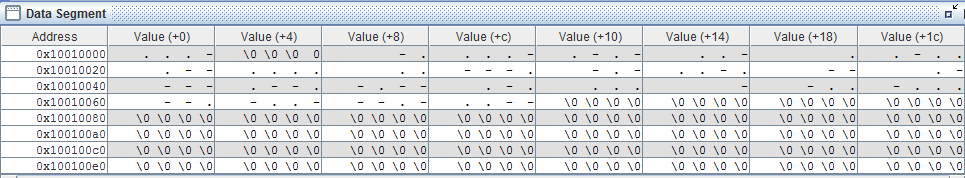 Data Segment
Address Value (+0) Value (+4) Value (+8) Value (+c) Value (+10) Value (+14) Value (+18) Value (+1c)
0x10010000 . . . - \0 \0 \0 0 - . . . . - . - . - . . - . . - . .
0x10010020 . - - . . . . . . - - - . - . - . . - . - - . -
0x10010040 - - - . - - . - . - - . - . . . . - - . . - . . .
0x10010060 - - . - . . - - - . - . . - - \0 \0 \0 \0 \0 \0 \0 \0 \0 \0 \0 \0 \0 \0 \0 \0
0x10010080 \0 \0 \0 \0 \0 \0 \0 \0 \0 \0 \0 \0 \0 \0 \0 \0 \0 \0 \0 \0 \0 \0 \0 \0 \0 \0 \0 \0 \0 \0 \0 \0
0x100100a0 \0 \0 \0 \0 \0 \0 \0 \0 \0 \0 \0 \0 \0 \0 \0 \0 \0 \0 \0 \0 \0 \0 \0 \0 \0 \0 \0 \0 \0 \0 \0 \0
0x100100c0 \0 \0 \0 \0 \0 \0 \0 \0 \0 \0 \0 \0 \0 \0 \0 \0 \0 \0 \0 \0 \0 \0 \0 \0 \0 \0 \0 \0 \0 \0 \0 \0
0x100100e0 \0 \0 \0 \0 \0 \0 \0 \0 \0 \0 \0 \0 \0 \0 \0 \0 \0 \0 \0 \0 \0 \0 \0 \0 \0 \0 \0 \0 \0 \0 \0 \0